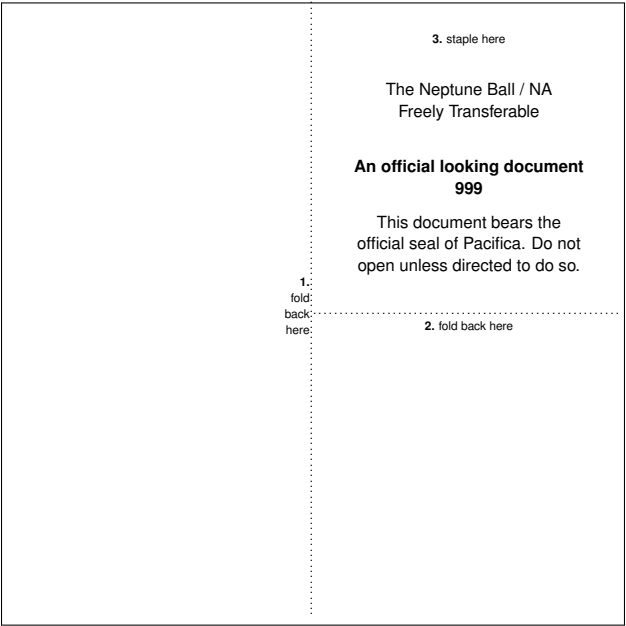 3. staple here
The Neptune Ball / NA
Freely Transferable
An official looking document
999
This document bears the
official seal of Pacifica. Do not
open unless directed to do so.
1.
fold
back
here
2. fold back here